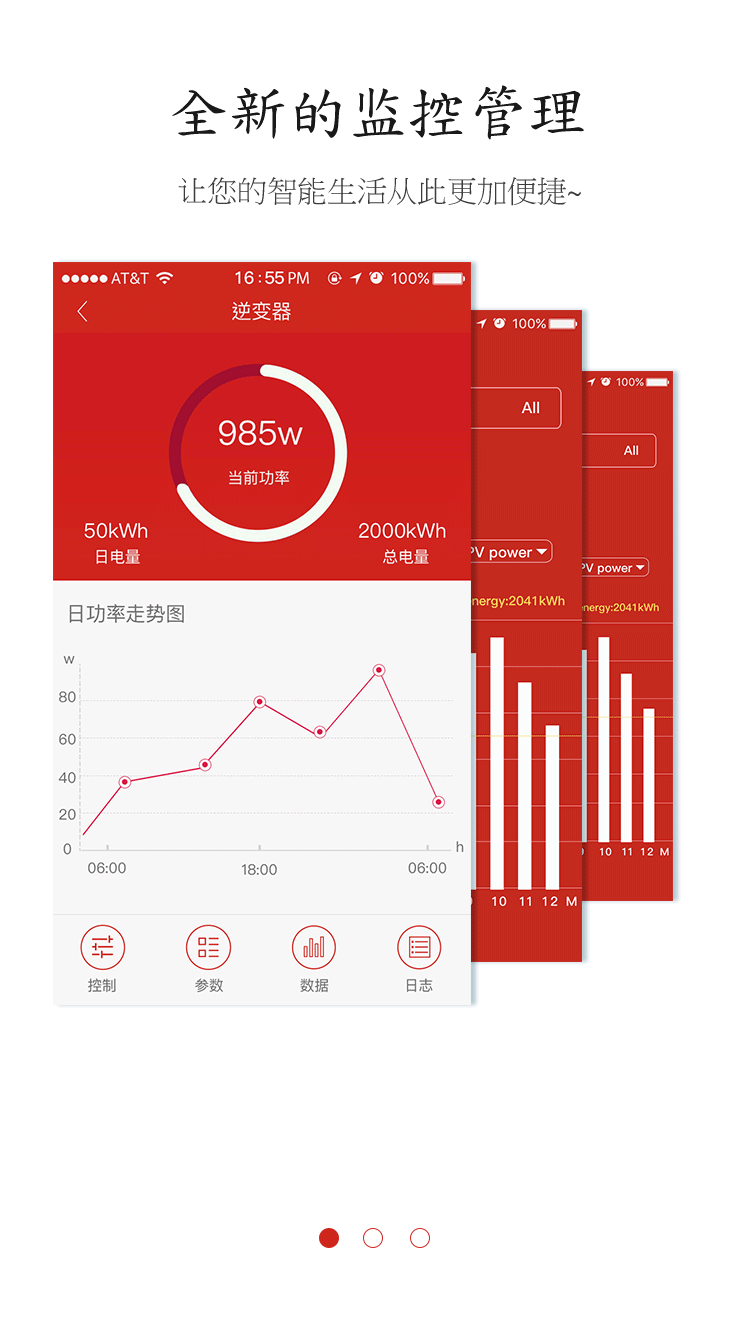 全新的监控管理
让您的智能生活从此更加便捷~
AT&T 16:55 PM 100%
逆变器
985w
当前功率
50kWh 2000kWh
日电量 总电量
日功率走势图
w
80
60
40
20
0 h
06:00 18:00 06:00
控制 参数 数据 日志
100%
All
PV power
nergy:2041kWh
10 11 12 M
100%
All
PV power
energy:2041kWh
10 11 12 M